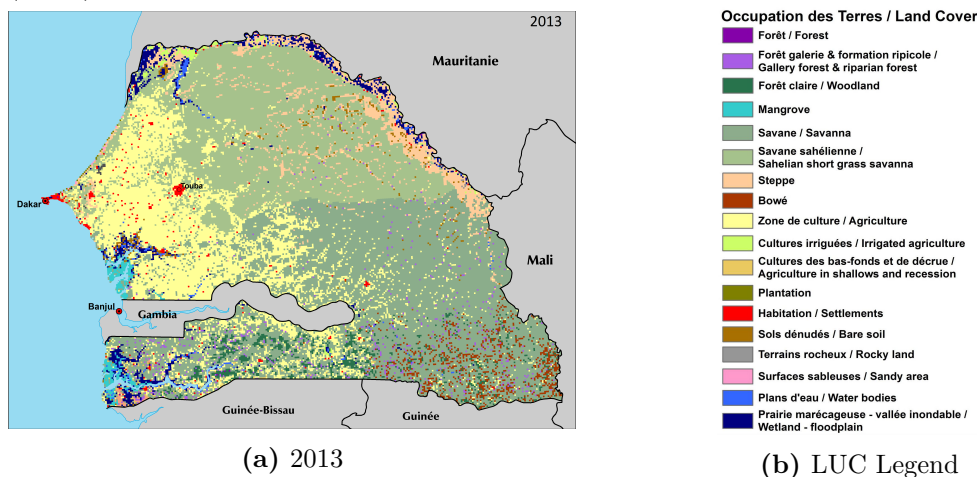 2013
Mauritanie
Touba
Dakar
Mali
Banjul
Gambia
Guinée-Bissau
Guinée
(a) 2013
Occupation des Terres / Land Cover
Forêt / Forest
Forêt galerie & formation ripicole /
Gallery forest & riparian forest
Forêt claire / Woodland
Mangrove
Savane / Savanna
Savane sahélienne /
Sahelian short grass savanna
Steppe
Bowé
Zone de culture / Agriculture
Cultures irriguées / Irrigated agriculture
Cultures des bas-fonds et de décrue /
Agriculture in shallows and recession
Plantation
Habitation / Settlements
Sols dénudés / Bare soil
Terrains rocheux / Rocky land
Surfaces sableuses / Sandy area
Plans d'eau / Water bodies
Prairie marécageuse - vallée inondable /
Wetland - floodplain
(b) LUC Legend